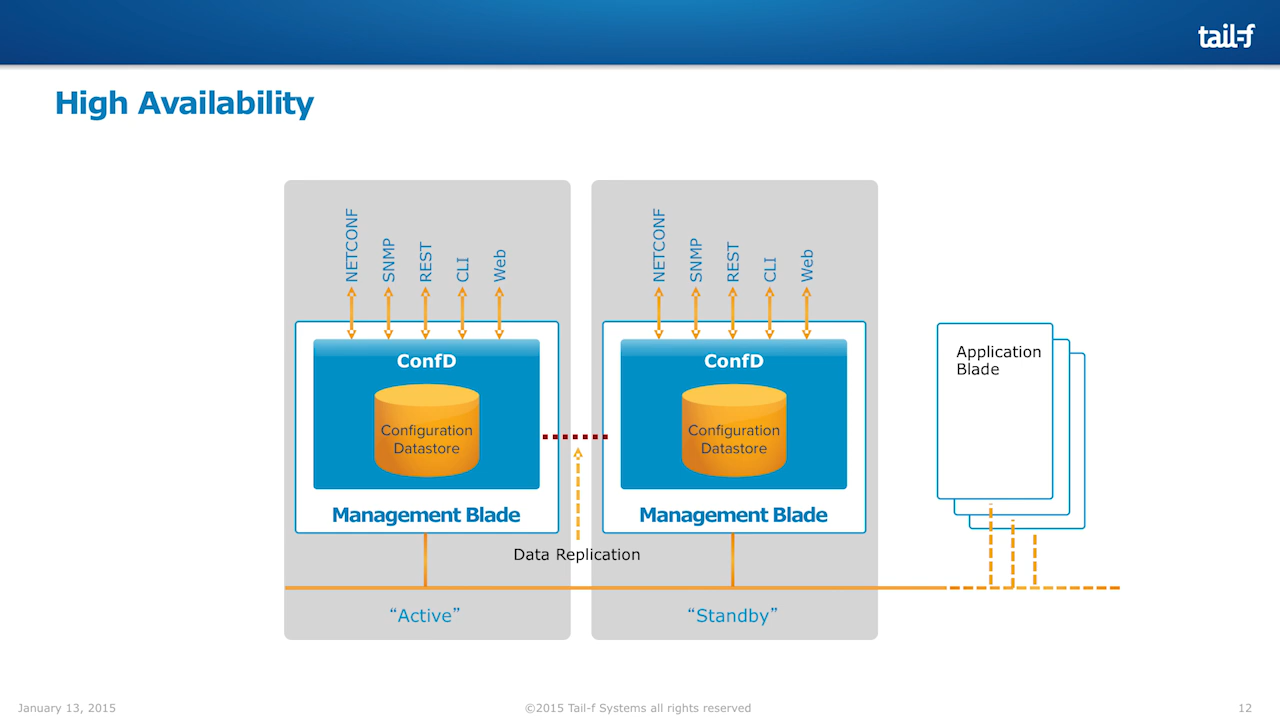 tail-f
High Availability
NETCONF
SNMP
REST
CLI
Web
ConfD
Configuration
Datastore
Management Blade
“Active”
NETCONF
SNMP
REST
CLI
Web
ConfD
Configuration
Datastore
Management Blade
“Standby”
Data Replication
Application
Blade
January 13, 2015
©2015 Tail-f Systems all rights reserved
12